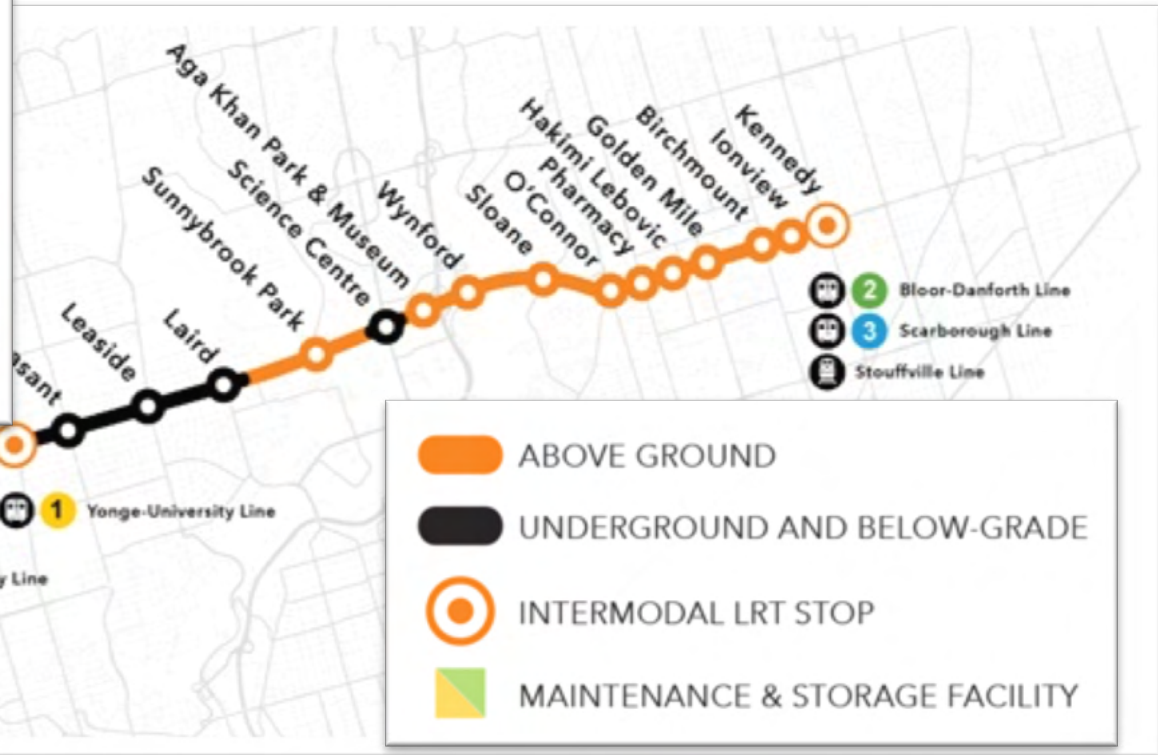 Aga Khan Park & Museum
Science Centre
Sunnybrook Park
Wynford
Sloane
O'Connor
Pharmacy
Hakimi Lebovic
Golden Mile
Birchmount
Ionview
Kennedy
Laird
Leaside
asant
2 Bloor-Danforth Line
3 Scarborough Line
Stouffville Line
1 Yonge-University Line
y Line
ABOVE GROUND
UNDERGROUND AND BELOW-GRADE
INTERMODAL LRT STOP
MAINTENANCE & STORAGE FACILITY